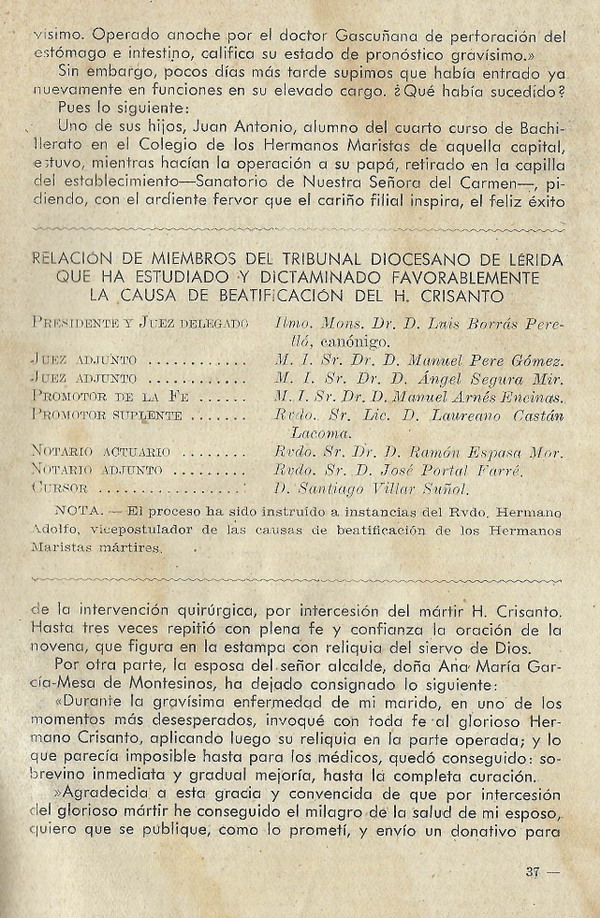 vísimo. Operado anoche por el doctor Gascuñana de perforación del
estómago e intestino, califica su estado de pronóstico gravísimo.»
Sin embargo, pocos días más tarde supimos que había entrado ya
nuevamente en funciones en su elevado cargo. ¿Qué había sucedido?
Pues lo siguiente:
Uno de sus hijos, Juan Antonio, alumno del cuarto curso de Bachi-
llerato en el Colegio de los Hermanos Maristas de aquella capital,
estuvo, mientras hacían la operación a su papá, retirado en la capilla
del establecimiento—Sanatorio de Nuestra Señora del Carmen—, pi-
diendo, con el ardiente fervor que el cariño filial inspira, el feliz éxito
RELACIÓN DE MIEMBROS DEL TRIBUNAL DIOCESANO DE LÉRIDA
QUE HA ESTUDIADO Y DICTAMINADO FAVORABLEMENTE
LA CAUSA DE BEATIFICACIÓN DEL H. CRISANTO
PRESIDENTE Y JUEZ DELEGADO Ilmo. Mons. Dr. D. Luis Borrás Pere-
lló, canónigo.
JUEZ ADJUNTO ............ M. I. Sr. Dr. D. Manuel Pere Gómez.
JUEZ ADJUNTO ............ M. I. Sr. Dr. D. Ángel Segura Mir.
PROMOTOR DE LA FE ...... M. I. Sr. Dr. D. Manuel Arnés Encinas.
PROMOTOR SUPLENTE ....... Rvdo. Sr. Lic. D. Laureano Castán
Lacoma.
NOTARIO ACTUARIO ........ Rvdo. Sr. Dr. D. Ramón Espasa Mor.
NOTARIO ADJUNTO ......... Rvdo. Sr. D. José Portal Farré.
CURSOR .................. D. Santiago Villar Suñol.
NOTA. — El proceso ha sido instruído a instancias del Rvdo. Hermano
Adolfo, vicepostulador de las causas de beatificación de los Hermanos
Maristas mártires.
de la intervención quirúrgica, por intercesión del mártir H. Crisanto.
Hasta tres veces repitió con plena fe y confianza la oración de la
novena, que figura en la estampa con reliquia del siervo de Dios.
Por otra parte, la esposa del señor alcalde, doña Ana María Gar-
cía-Mesa de Montesinos, ha dejado consignado lo siguiente:
«Durante la gravísima enfermedad de mi marido, en uno de los
momentos más desesperados, invoqué con toda fe al glorioso Her-
mano Crisanto, aplicando luego su reliquia en la parte operada; y lo
que parecía imposible hasta para los médicos, quedó conseguido: so-
brevino inmediata y gradual mejoría, hasta la completa curación.
»Agradecida a esta gracia y convencida de que por intercesión
del glorioso mártir he conseguido el milagro de la salud de mi esposo,
quiero que se publique, como lo prometí, y envío un donativo para
37 —